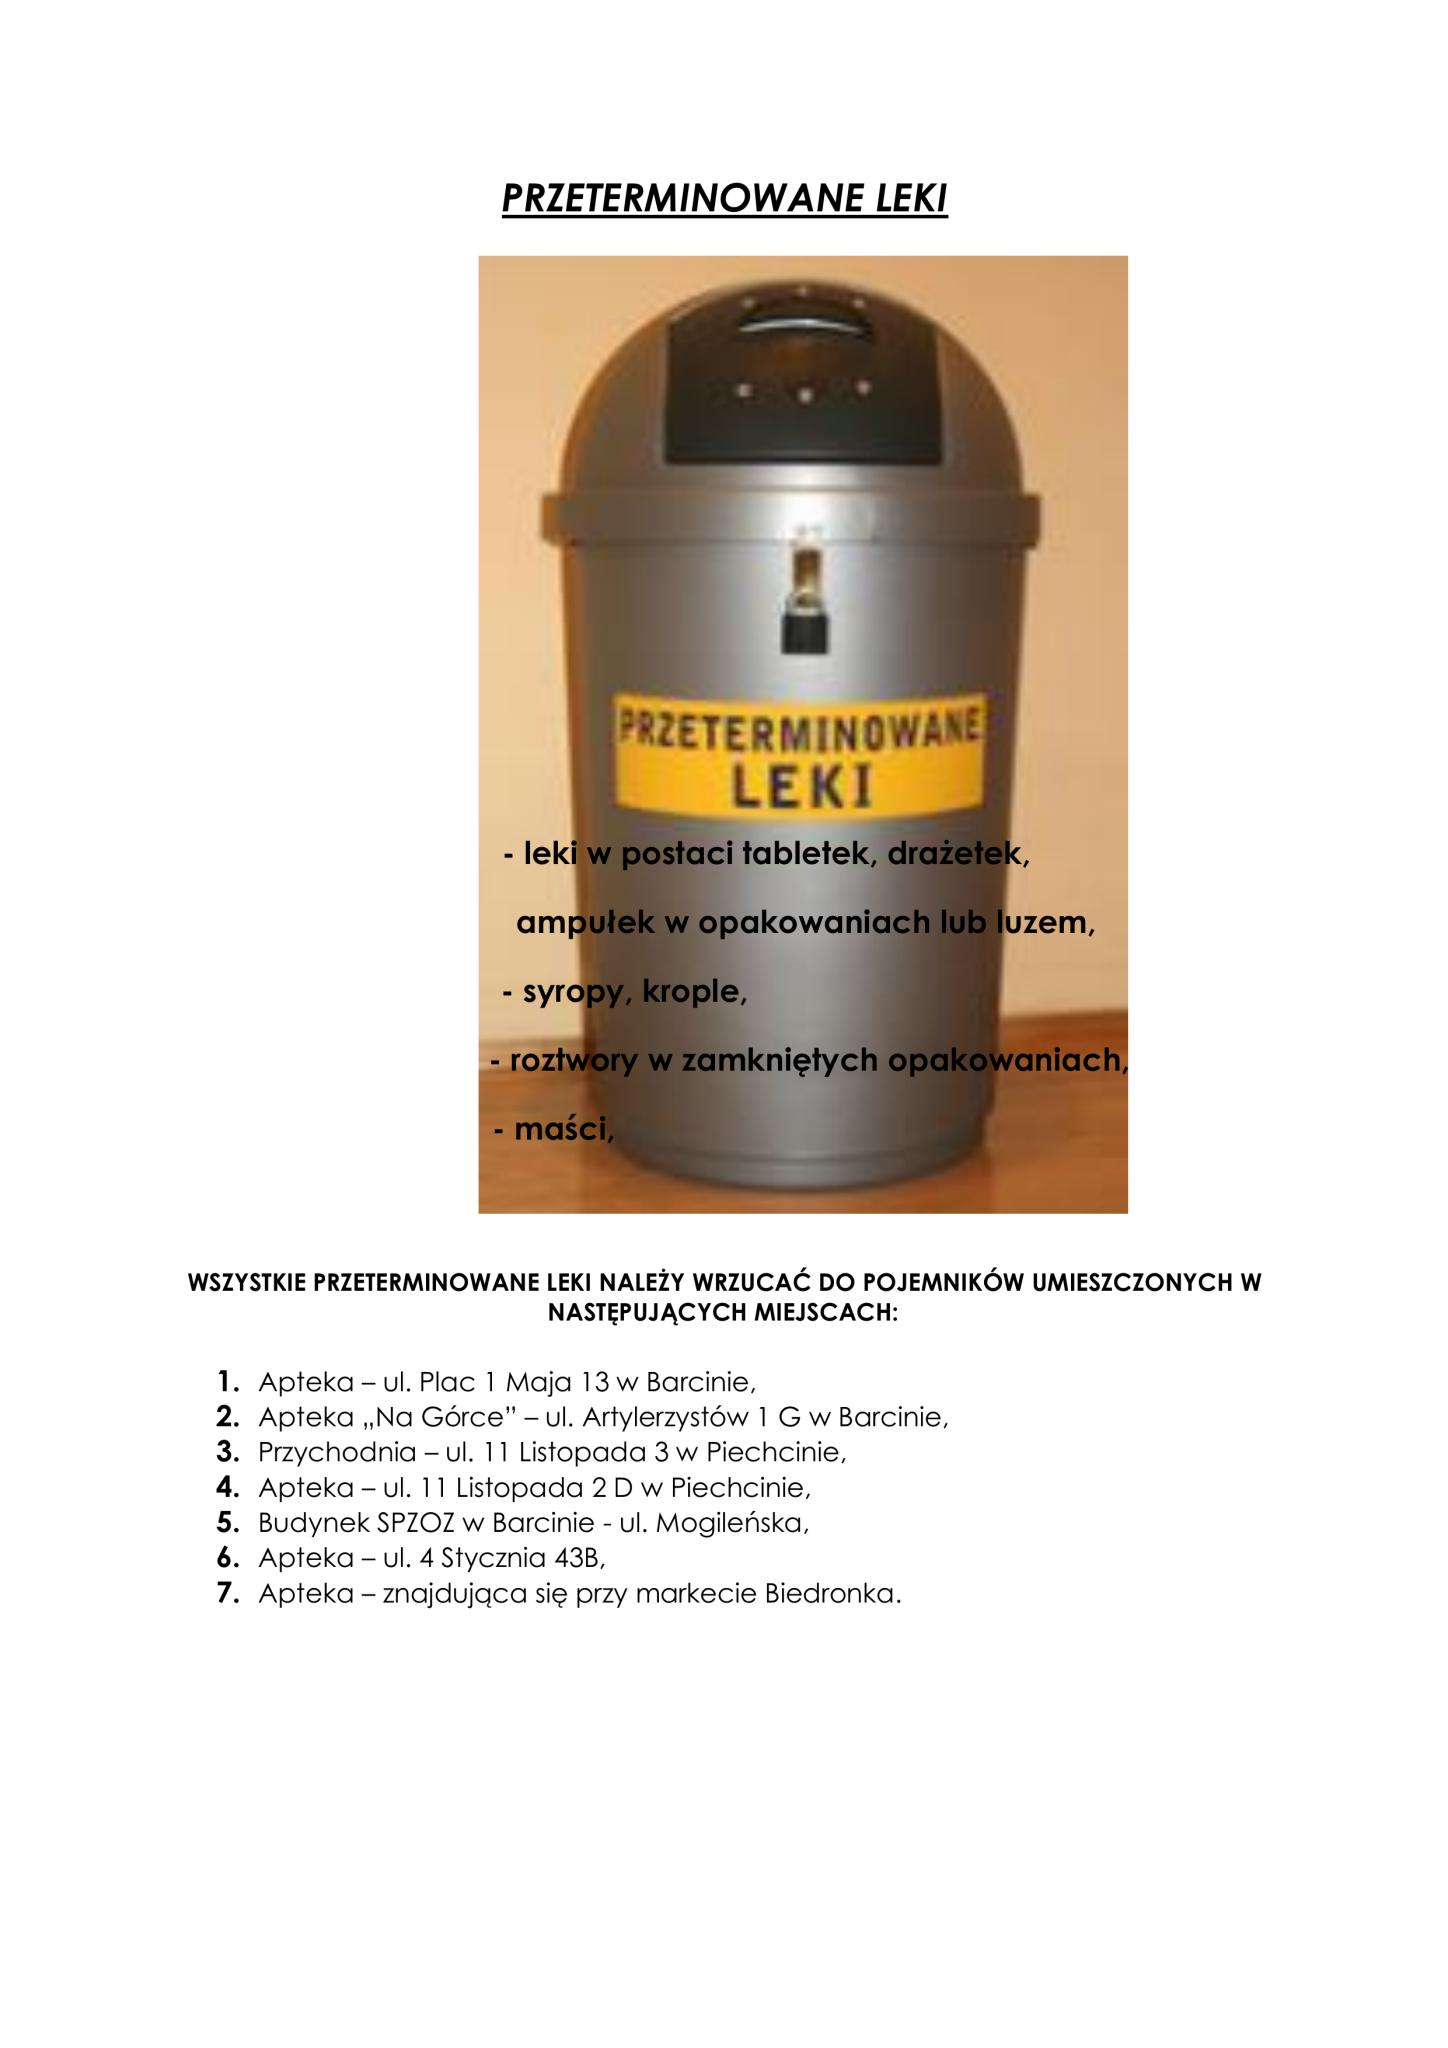 PRZETERMINOWANE LEKI
PRZETERMINOWANE
LEKI
- leki w postaci tabletek, drażetek,
ampułek w opakowaniach lub luzem,
- syropy, krople,
- roztwory w zamkniętych opakowaniach,
- maści,
WSZYSTKIE PRZETERMINOWANE LEKI NALEŻY WRZUCAĆ DO POJEMNIKÓW UMIESZCZONYCH W
NASTĘPUJĄCYCH MIEJSCACH:
1. Apteka – ul. Plac 1 Maja 13 w Barcinie,
2. Apteka „Na Górce” – ul. Artylerzystów 1 G w Barcinie,
3. Przychodnia – ul. 11 Listopada 3 w Piechcinie,
4. Apteka – ul. 11 Listopada 2 D w Piechcinie,
5. Budynek SPZOZ w Barcinie - ul. Mogileńska,
6. Apteka – ul. 4 Stycznia 43B,
7. Apteka – znajdująca się przy markecie Biedronka.